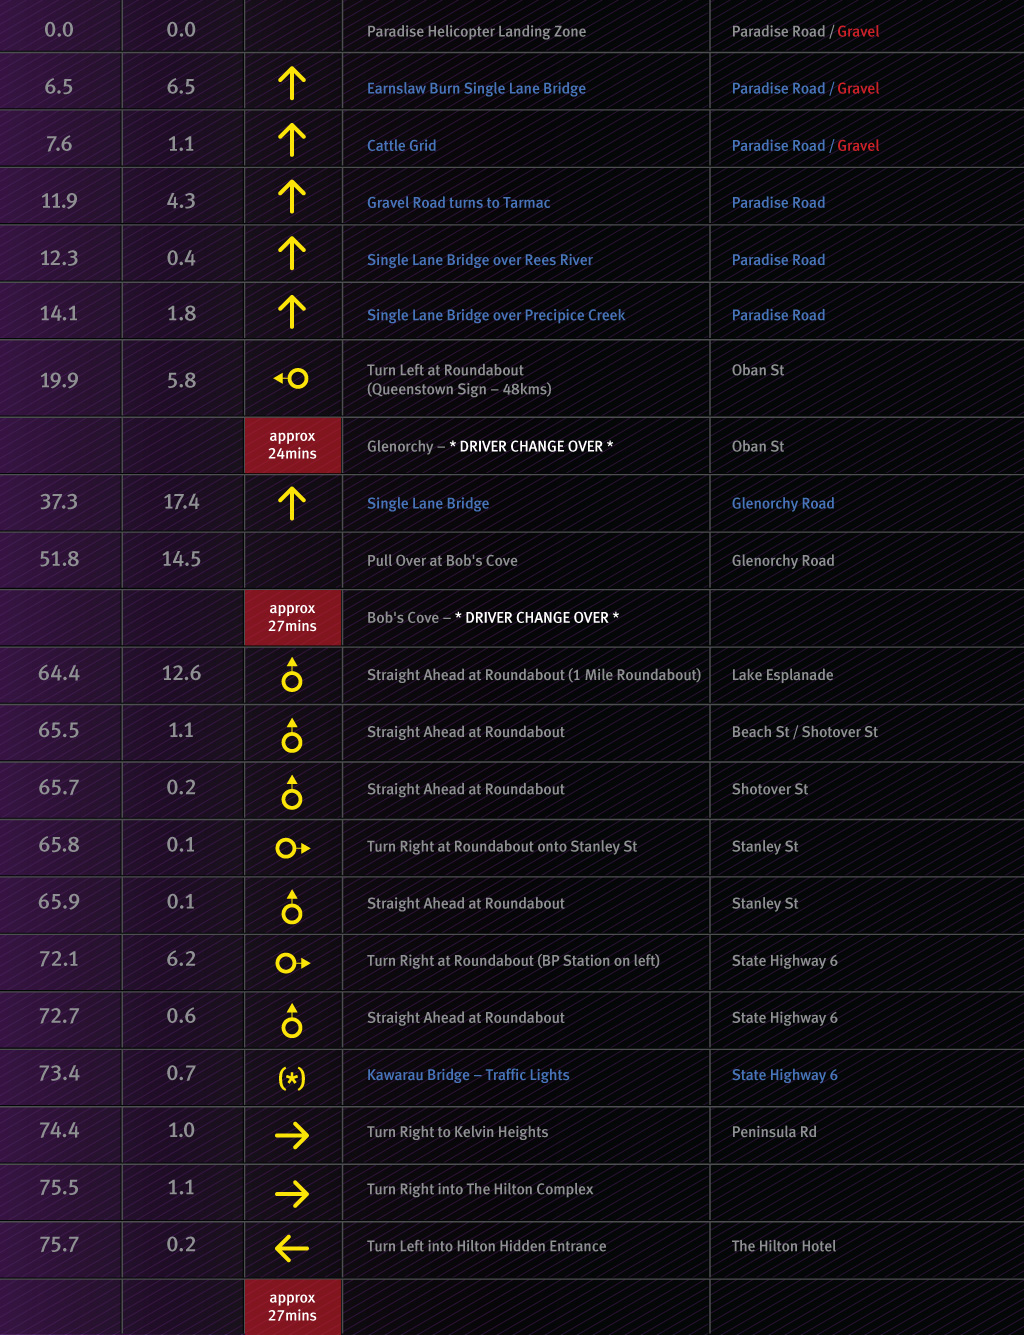 0.0 0.0 Paradise Helicopter Landing Zone Paradise Road / Gravel
6.5 6.5 Earnslaw Burn Single Lane Bridge Paradise Road / Gravel
7.6 1.1 Cattle Grid Paradise Road / Gravel
11.9 4.3 Gravel Road turns to Tarmac Paradise Road
12.3 0.4 Single Lane Bridge over Rees River Paradise Road
14.1 1.8 Single Lane Bridge over Precipice Creek Paradise Road
19.9 5.8 Turn Left at Roundabout Oban St
(Queenstown Sign – 48kms)
approx
24mins Glenorchy – * DRIVER CHANGE OVER * Oban St
37.3 17.4 Single Lane Bridge Glenorchy Road
51.8 14.5 Pull Over at Bob's Cove Glenorchy Road
approx
27mins Bob's Cove – * DRIVER CHANGE OVER *
64.4 12.6 Straight Ahead at Roundabout (1 Mile Roundabout) Lake Esplanade
65.5 1.1 Straight Ahead at Roundabout Beach St / Shotover St
65.7 0.2 Straight Ahead at Roundabout Shotover St
65.8 0.1 Turn Right at Roundabout onto Stanley St Stanley St
65.9 0.1 Straight Ahead at Roundabout Stanley St
72.1 6.2 Turn Right at Roundabout (BP Station on left) State Highway 6
72.7 0.6 Straight Ahead at Roundabout State Highway 6
73.4 0.7 (*) Kawarau Bridge – Traffic Lights State Highway 6
74.4 1.0 Turn Right to Kelvin Heights Peninsula Rd
75.5 1.1 Turn Right into The Hilton Complex
75.7 0.2 Turn Left into Hilton Hidden Entrance The Hilton Hotel
approx
27mins